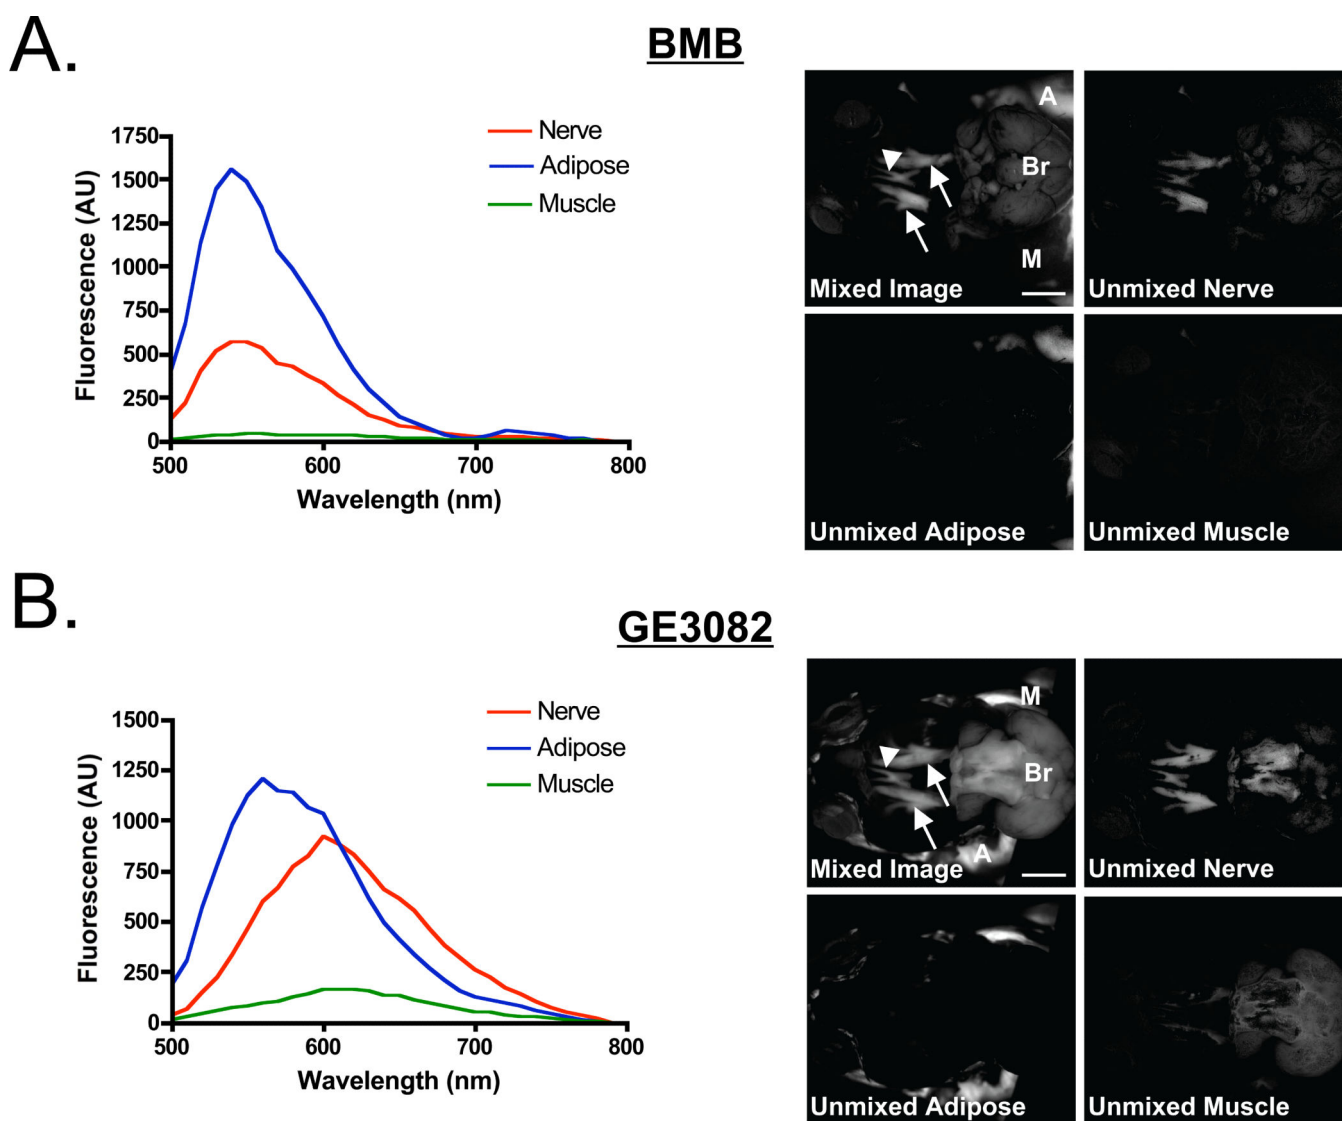 A.
BMB
Fluorescence (AU)
1750
1500
1250
1000
750
500
250
0
500
600
700
800
Wavelength (nm)
Nerve
Adipose
Muscle
A
Br
M
Mixed Image
Unmixed Nerve
Unmixed Adipose
Unmixed Muscle
B.
GE3082
Fluorescence (AU)
1500
1250
1000
750
500
250
0
500
600
700
800
Wavelength (nm)
Nerve
Adipose
Muscle
M
Br
A
Mixed Image
Unmixed Nerve
Unmixed Adipose
Unmixed Muscle